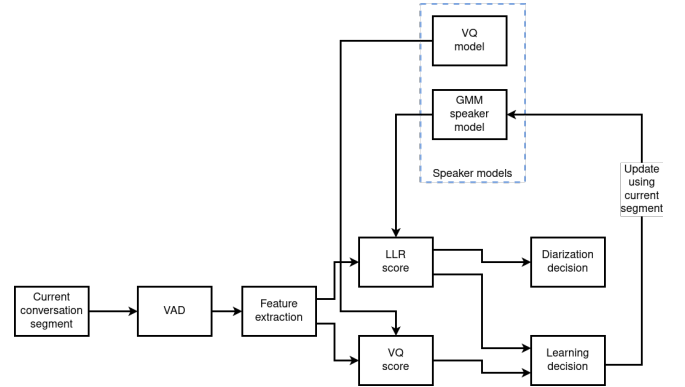 VQ
model
GMM
speaker
model
Speaker models
Update
using
current
segment
LLR
score
Diarization
decision
Current
conversation
segment
VAD
Feature
extraction
VQ
score
Learning
decision